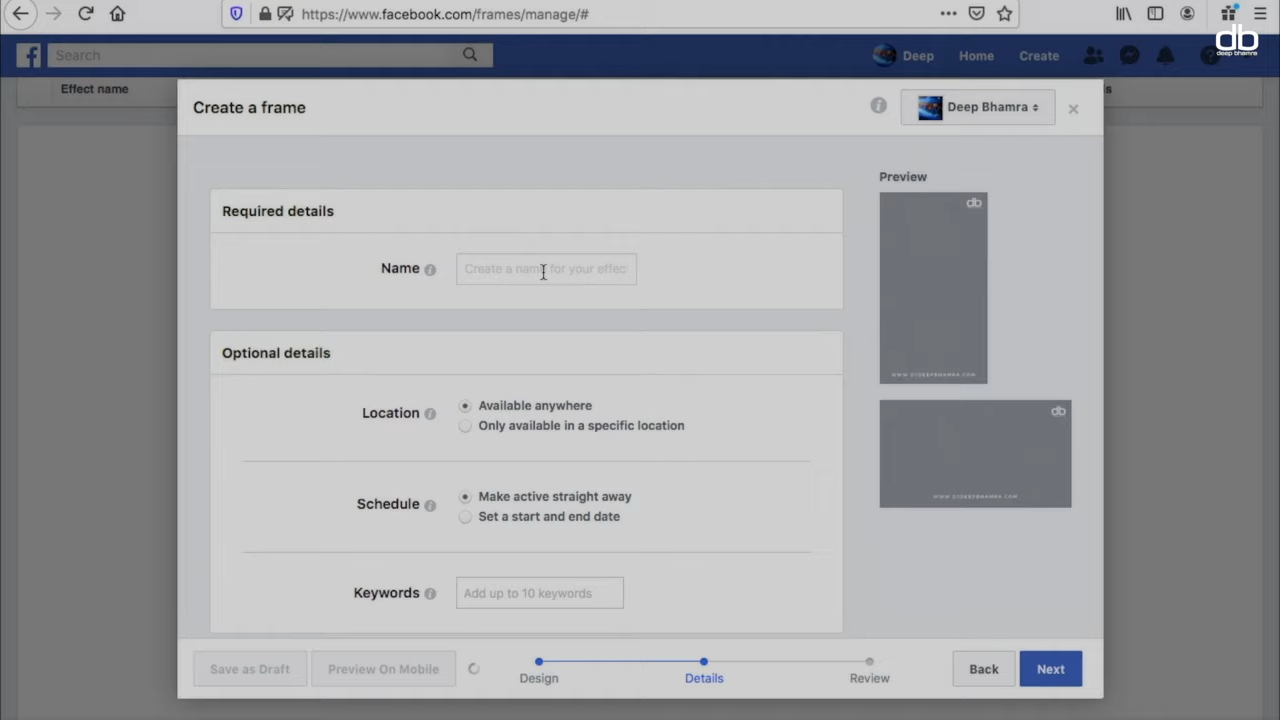 https://www.facebook.com/frames/manage/#
db
deep bhamra
Search
Deep
Home
Create
Effect name
s
Create a frame
Deep Bhamra
Required details
Name
Create a name for your effec
Optional details
Location
Available anywhere
Only available in a specific location
Schedule
Make active straight away
Set a start and end date
Keywords
Add up to 10 keywords
Preview
db
db
Save as Draft
Preview On Mobile
Design
Details
Review
Back
Next